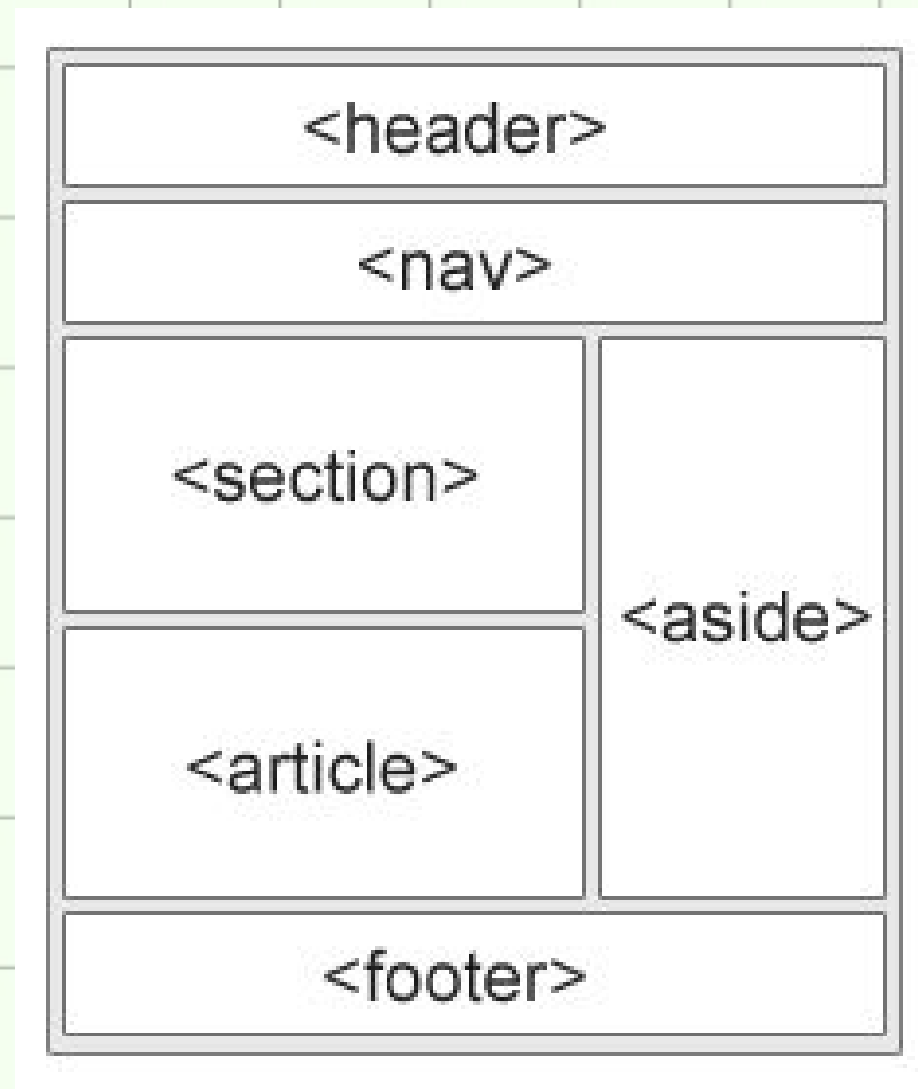 <header>
<nav>
<section>
<aside>
<article>
<footer>